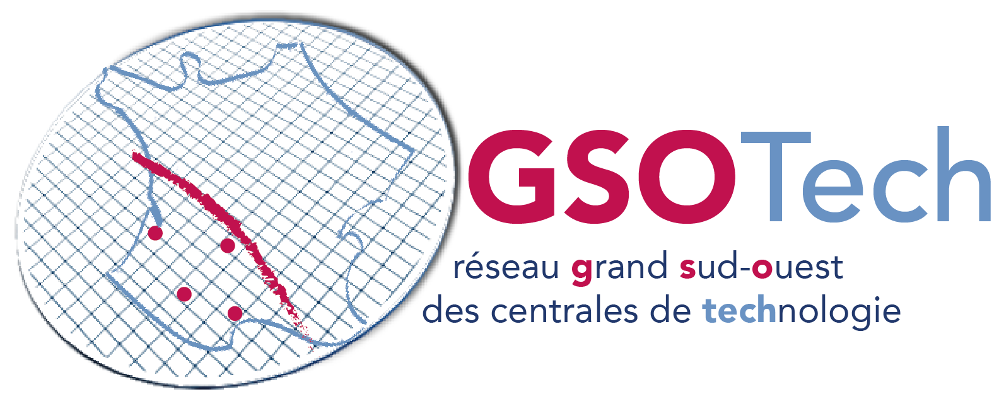 GSOTech
réseau grand sud-ouest
des centrales de technologie